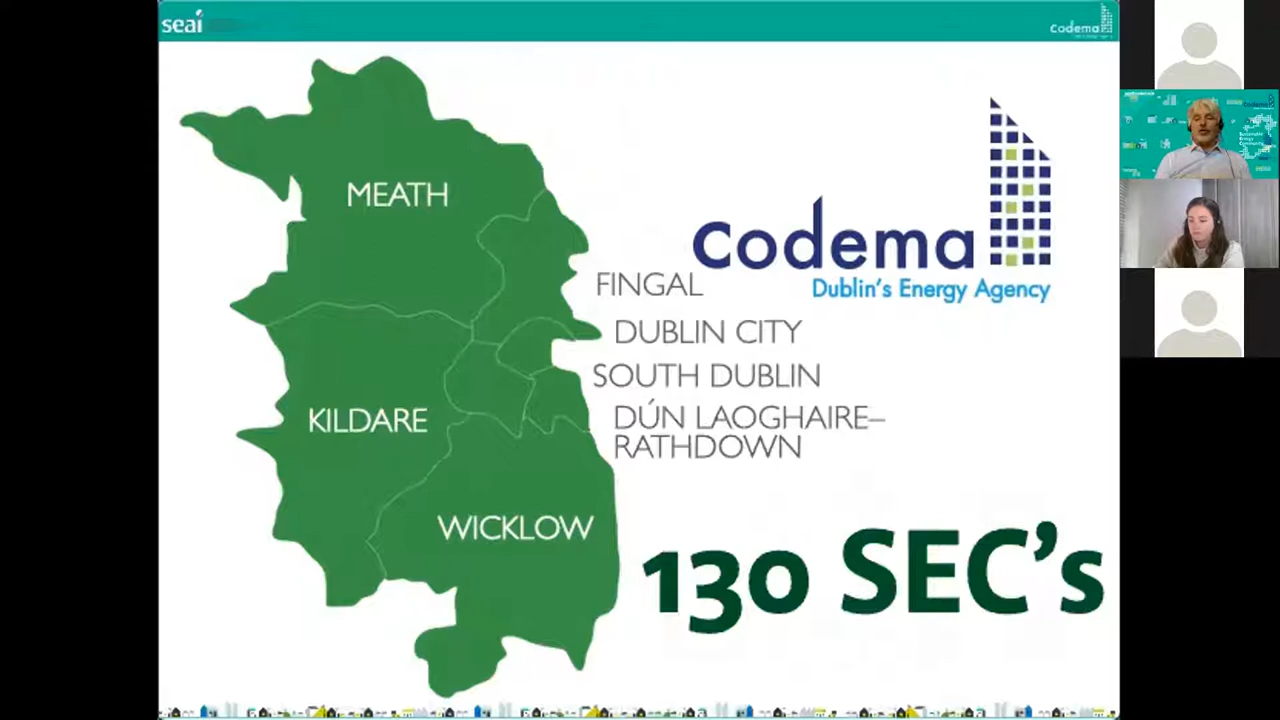 seai
codema
MEATH
codema
Dublin's Energy Agency
FINGAL
DUBLIN CITY
SOUTH DUBLIN
DÚN LAOGHAIRE–
RATHDOWN
KILDARE
WICKLOW
130 SEC's